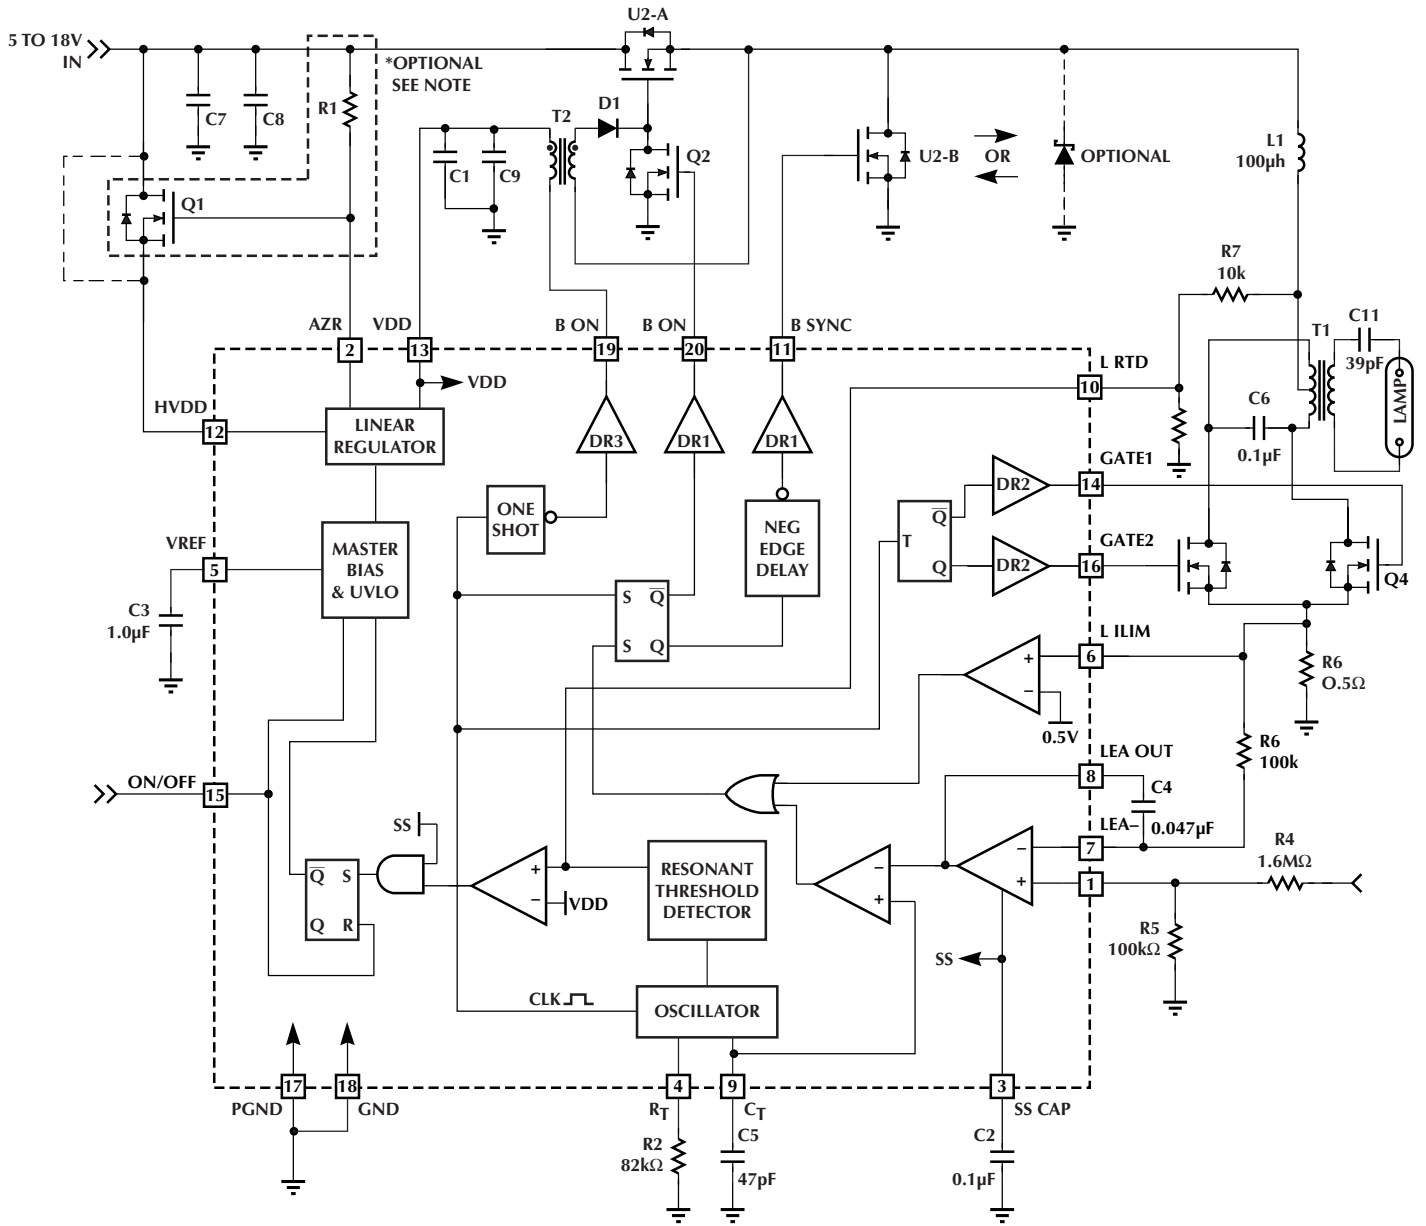 U2-A
5 TO 18V
IN
*OPTIONAL
SEE NOTE
R1
C7
C8
T2
D1
Q2
C1
C9
U2-B
OR
OPTIONAL
L1
100µh
Q1
R7
10k
C11
39pF
T1
LAMP
AZR
VDD
B ON
B ON
B SYNC
L RTD
2
13
19
20
11
10
VDD
HVDD
12
LINEAR
REGULATOR
DR3
DR1
DR1
C6
0.1µF
GATE1
14
DR2
ONE
SHOT
NEG
EDGE
DELAY
Q
T
Q
VREF
5
MASTER
BIAS
& UVLO
GATE2
16
DR2
Q4
C3
1.0µF
S Q
S Q
L ILIM
6
+
–
0.5V
R6
O.5Ω
R6
100k
LEA OUT
8
C4
0.047µF
ON/OFF
15
SS
LEA–
7
1
–
+
R4
1.6MΩ
Q S
Q R
+
–
VDD
RESONANT
THRESHOLD
DETECTOR
–
+
R5
100kΩ
SS
CLK
OSCILLATOR
17
18
4
9
3
PGND
GND
RT
CT
SS CAP
R2
82kΩ
C5
47pF
C2
0.1µF